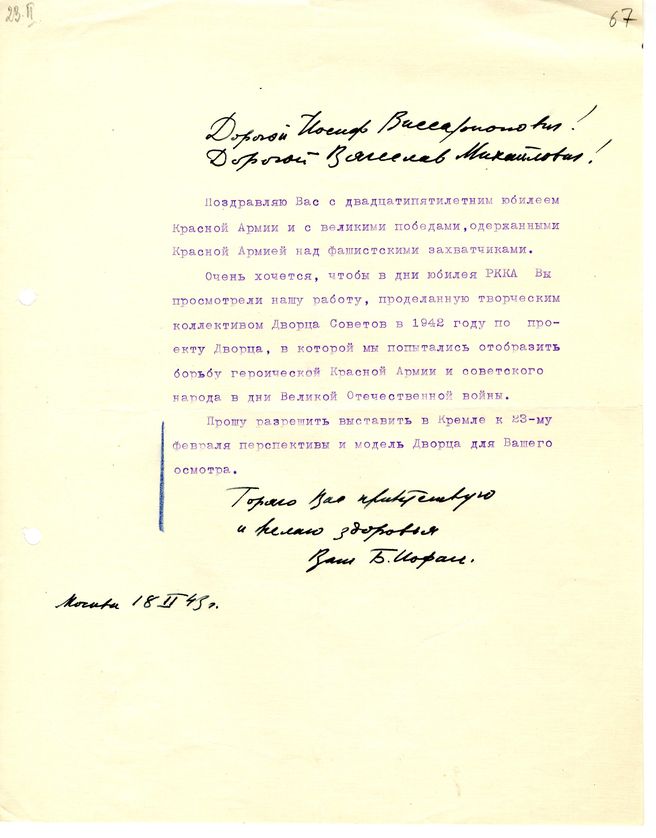 23.II
67
Дорогой Иосиф Виссарионович!
Дорогой Вячеслав Михайлович!
Поздравляю Вас с двадцатипятилетним юбилеем
Красной Армии и с великими победами,одержанными
Красной Армией над фашистскими захватчиками.
Очень хочется, чтобы в дни юбилея РККА Вы
просмотрели нашу работу, проделанную творческим
коллективом Дворца Советов в 1942 году по про-
екту Дворца, в которой мы попытались отобразить
борьбу героической Красной Армии и советского
народа в дни Великой Отечественной войны.
Прошу разрешить выставить в Кремле к 23-му
февраля перспективы и модель Дворца для Вашего
осмотра.
Горячо Вас приветствую
и желаю здоровья
Ваш Б.Иофан.
Москва 18 II 43 г.